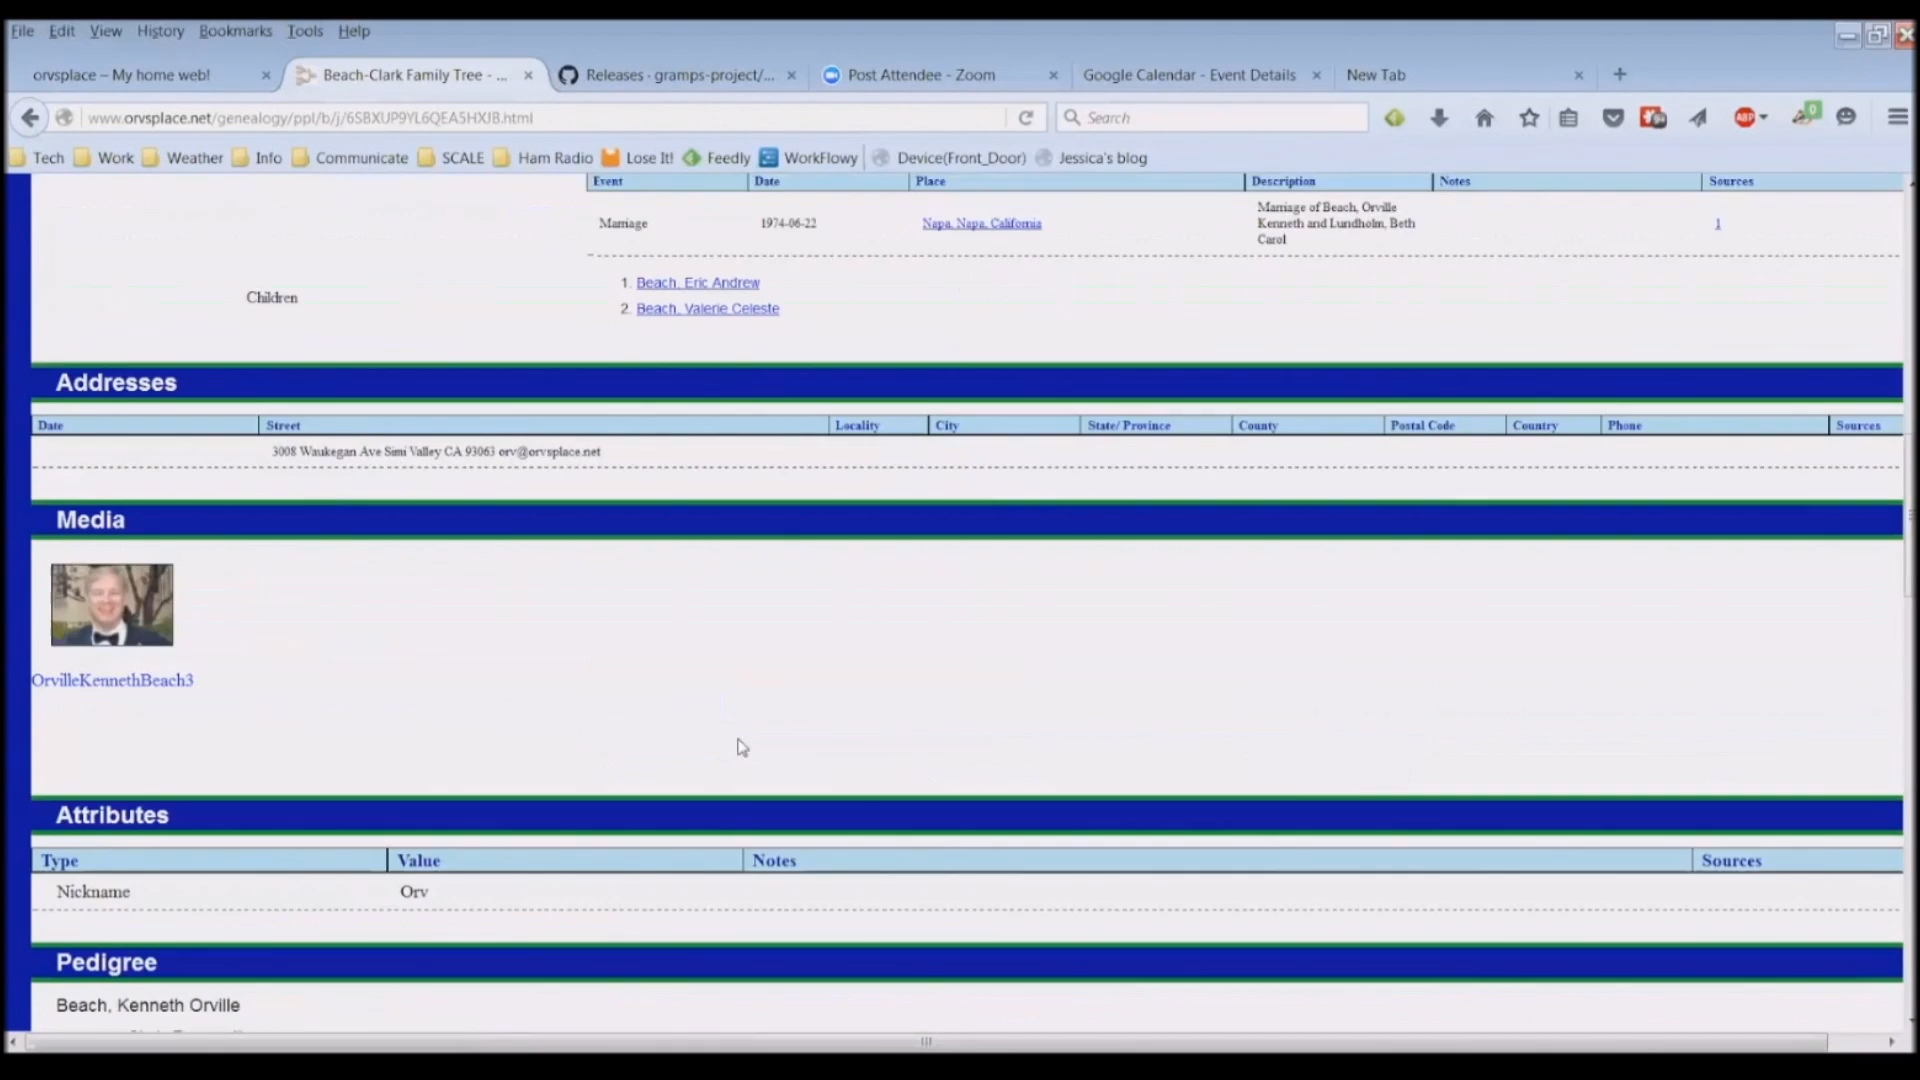 File Edit View History Bookmarks Tools Help
orvsplace – My home web! Beach-Clark Family Tree - ... Releases · gramps-project/... Post Attendee - Zoom Google Calendar - Event Details New Tab
www.orvsplace.net/genealogy/ppl/b/j/6SBXUP9YL6QEA5HXJB.html Search ABP 0
Tech Work Weather Info Communicate SCALE Ham Radio Lose It! Feedly WorkFlowy Device(Front_Door) Jessica's blog
Event Date Place Description Notes Sources
Marriage 1974-06-22 Napa, Napa, California Marriage of Beach, Orville
Kenneth and Lundholm, Beth
Carol 1
Children
1. Beach, Eric Andrew
2. Beach, Valerie Celeste
Addresses
Date Street Locality City State/ Province County Postal Code Country Phone Sources
3008 Waukegan Ave Simi Valley CA 93063 orv@orvsplace.net
Media
OrvilleKennethBeach3
Attributes
Type Value Notes Sources
Nickname Orv
Pedigree
Beach, Kenneth Orville